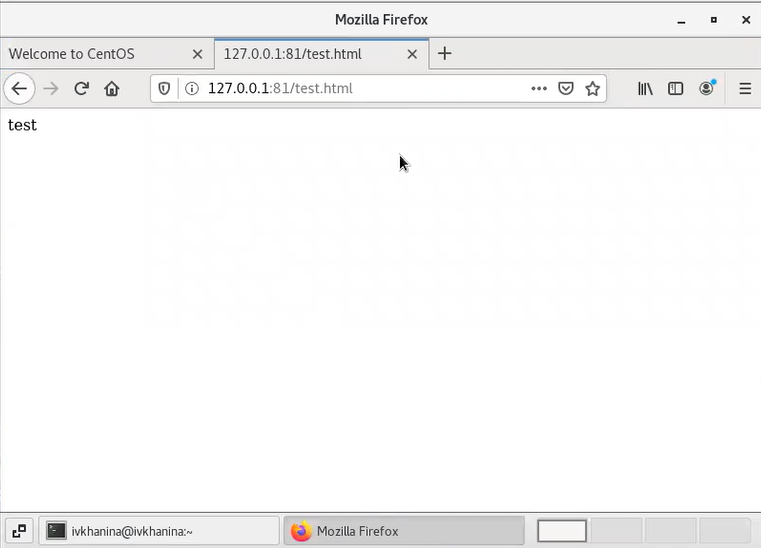 Mozilla Firefox
Welcome to CentOS
127.0.0.1:81/test.html
127.0.0.1:81/test.html
test
ivkhanina@ivkhanina:~
Mozilla Firefox